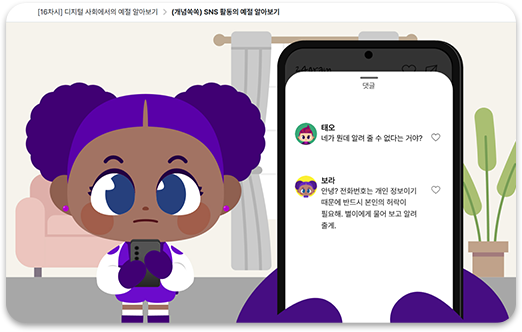 [16차시] 디지털 사회에서의 예절 알아보기 > (개념쏙쏙) SNS 활동의 예절 알아보기
댓글
태오
네가 뭔데 알려 줄 수 없다는 거야?
보라
안녕? 전화번호는 개인 정보이기
때문에 반드시 본인의 허락이
필요해. 별이에게 물어 보고 알려
줄게.